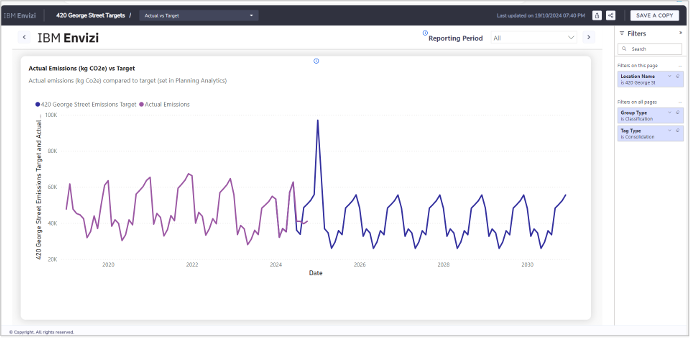 IBM Envizi
420 George Street Targets /
Actual vs Target
Last updated on 19/10/2024 07:40 PM
SAVE A COPY
IBM Envizi
Reporting Period
All
Filters
Search
Filters on this page
Location Name
is 420 George St
Filters on all pages
Group Type
is Classification
Tag Type
is Consolidation
Actual Emissions (kg CO2e) vs Target
Actual emissions (kg Co2e) compared to target (set in Planning Analytics)
420 George Street Emissions Target
Actual Emissions
420 George Street Emissions Target and Actual ...
100K
80K
60K
40K
20K
2020
2022
2024
2026
2028
2030
Date
© Copyright. All rights reserved.